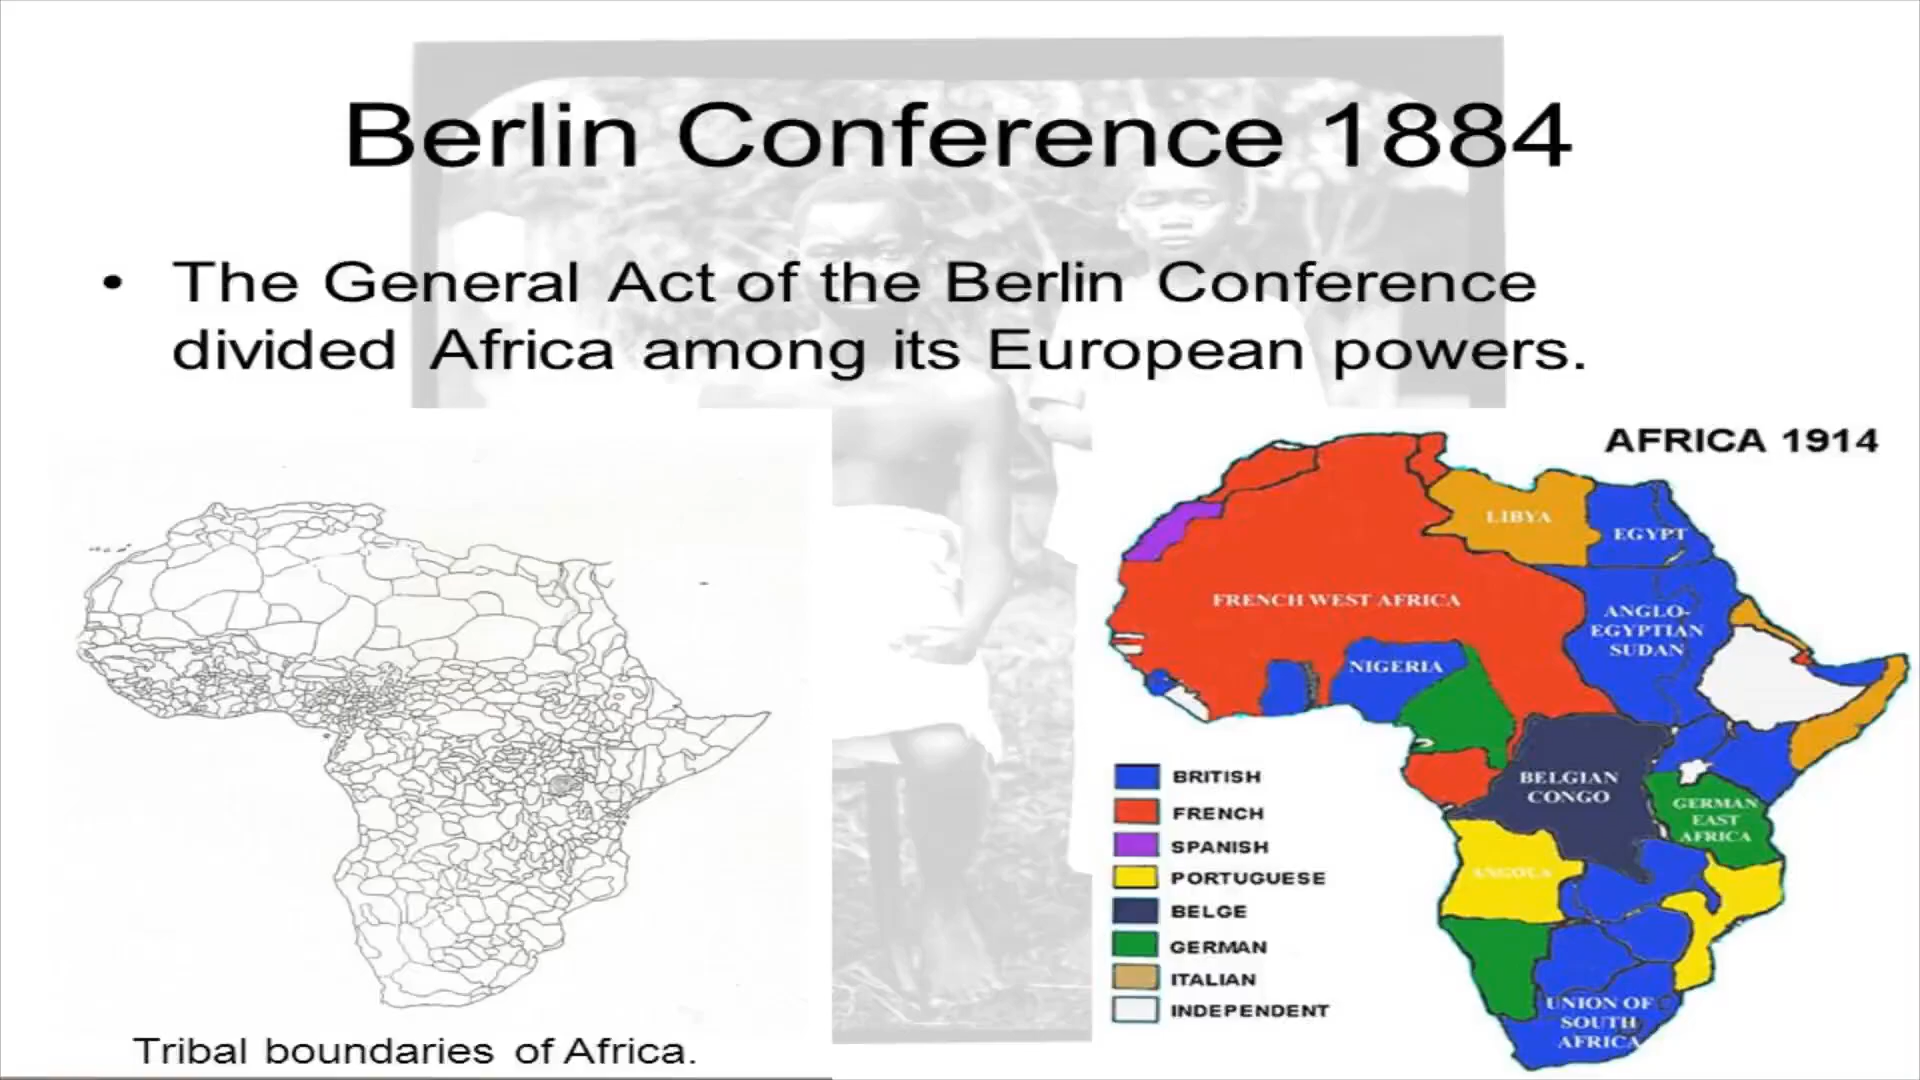 Berlin Conference 1884
• The General Act of the Berlin Conference
divided Africa among its European powers.
AFRICA 1914
LIBYA
EGYPT
FRENCH WEST AFRICA
ANGLO-
EGYPTIAN
SUDAN
NIGERIA
BRITISH
FRENCH
SPANISH
PORTUGUESE
BELGE
GERMAN
ITALIAN
INDEPENDENT
BELGIAN
CONGO
GERMAN
EAST
AFRICA
ANGOLA
UNION OF
SOUTH
AFRICA
Tribal boundaries of Africa.